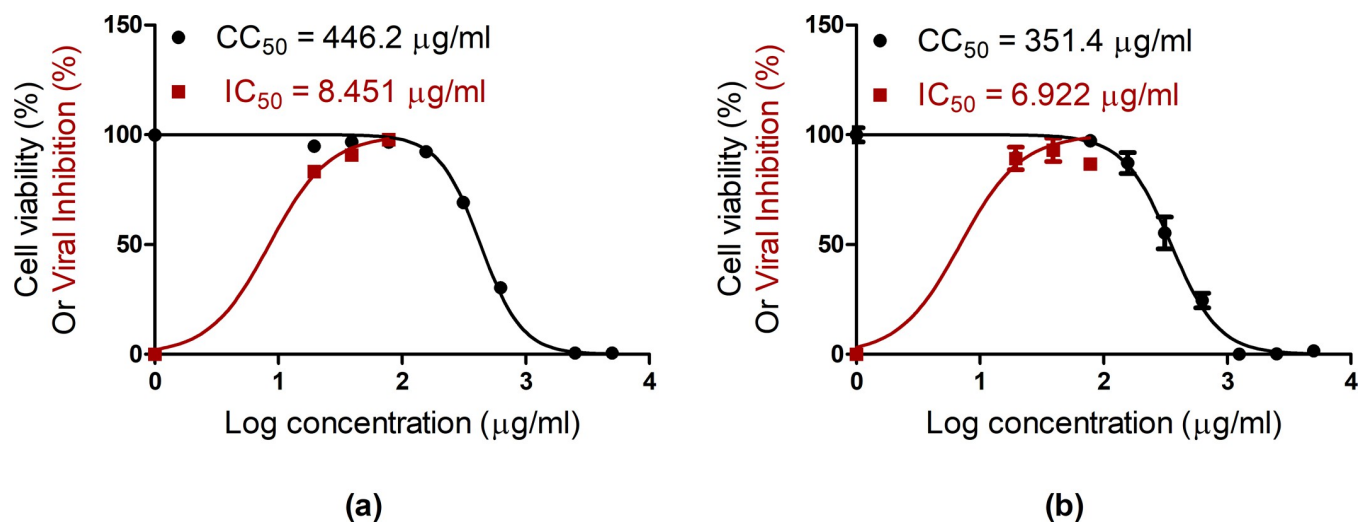 150
100
50
0
Cell viability (%)
Or Viral Inhibition (%)
CC50 = 446.2 μg/ml
IC50 = 8.451 μg/ml
0 1 2 3 4
Log concentration (μg/ml)
(a)
150
100
50
0
Cell viability (%)
Or Viral Inhibition (%)
CC50 = 351.4 μg/ml
IC50 = 6.922 μg/ml
0 1 2 3 4
Log concentration (μg/ml)
(b)